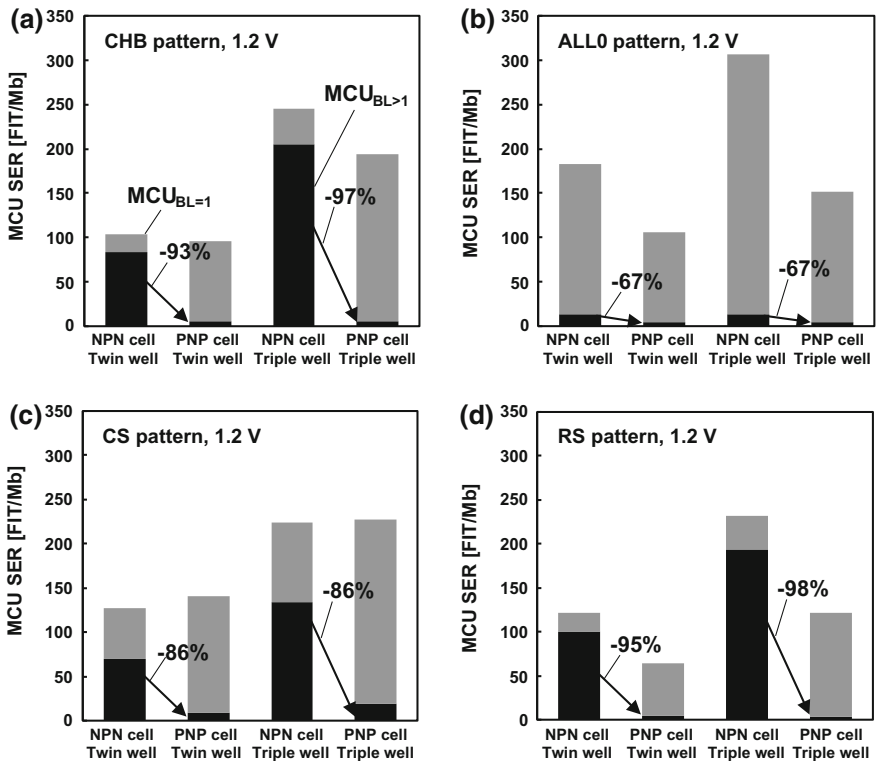 (a)
CHB pattern, 1.2 V
MCU SER [FIT/Mb]
350
300
250
200
150
100
50
0
MCU_BL=1
MCU_BL>1
-93%
-97%
NPN cell
Twin well
PNP cell
Twin well
NPN cell
Triple well
PNP cell
Triple well
(b)
ALL0 pattern, 1.2 V
MCU SER [FIT/Mb]
350
300
250
200
150
100
50
0
-67%
-67%
NPN cell
Twin well
PNP cell
Twin well
NPN cell
Triple well
PNP cell
Triple well
(c)
CS pattern, 1.2 V
MCU SER [FIT/Mb]
350
300
250
200
150
100
50
0
-86%
-86%
NPN cell
Twin well
PNP cell
Twin well
NPN cell
Triple well
PNP cell
Triple well
(d)
RS pattern, 1.2 V
MCU SER [FIT/Mb]
350
300
250
200
150
100
50
0
-95%
-98%
NPN cell
Twin well
PNP cell
Twin well
NPN cell
Triple well
PNP cell
Triple well